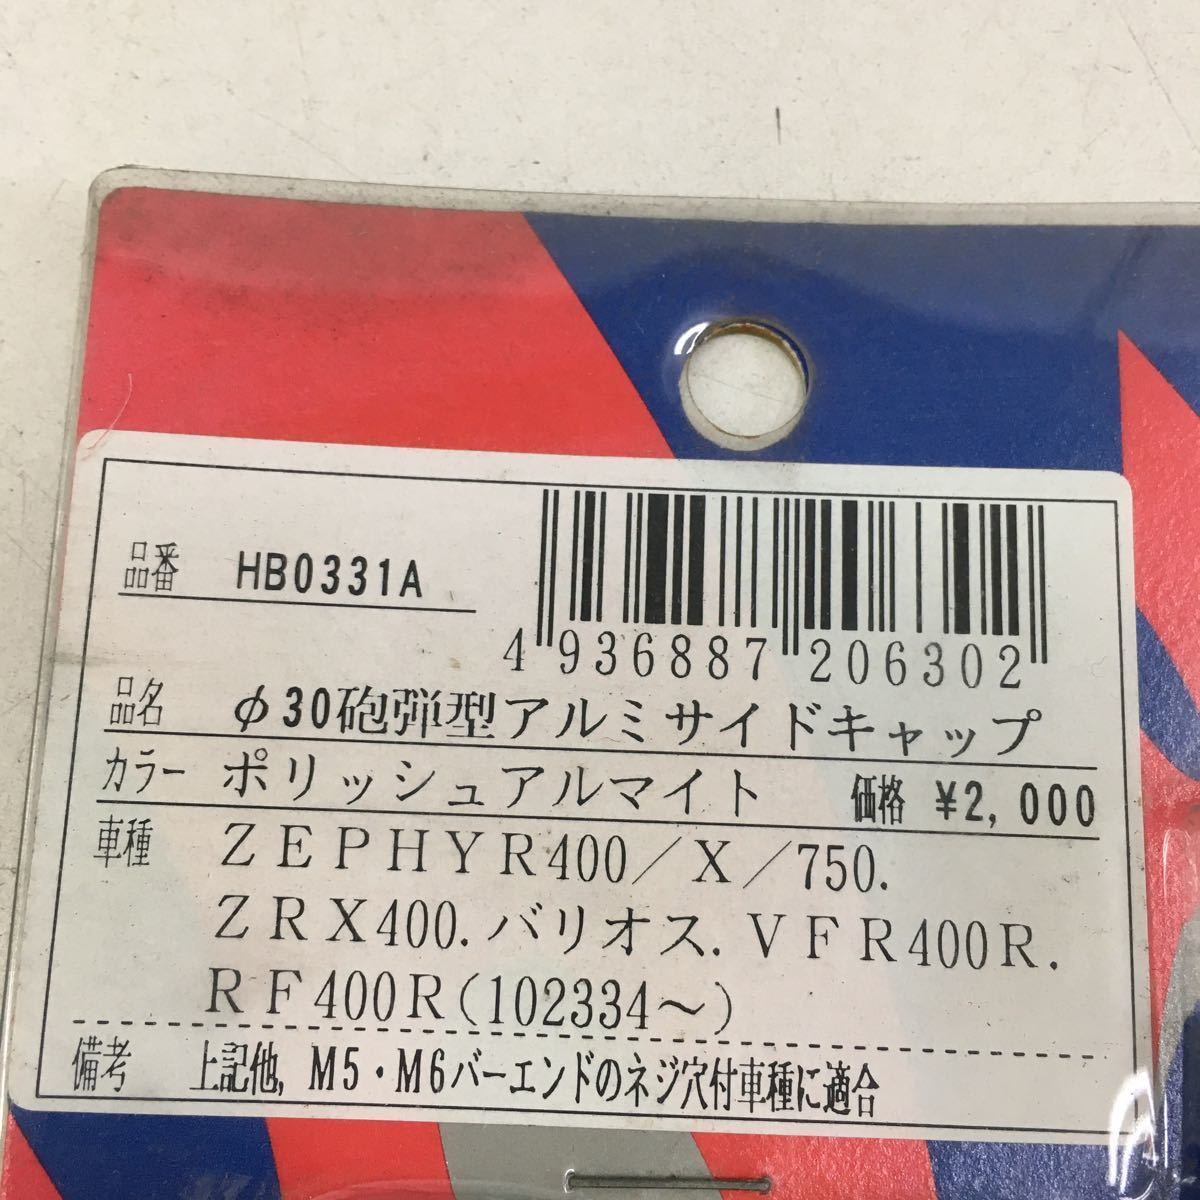 品番 HB0331A
4 936887 206302
品名 φ30砲弾型アルミサイドキャップ
カラー ポリッシュアルマイト 価格 ¥2,000
車種 ZEPHYR400/X/750.
ZRX400.バリオス.VFR400R.
RF400R(102334~)
備考 上記他, M5・M6バーエンドのネジ穴付車種に適合